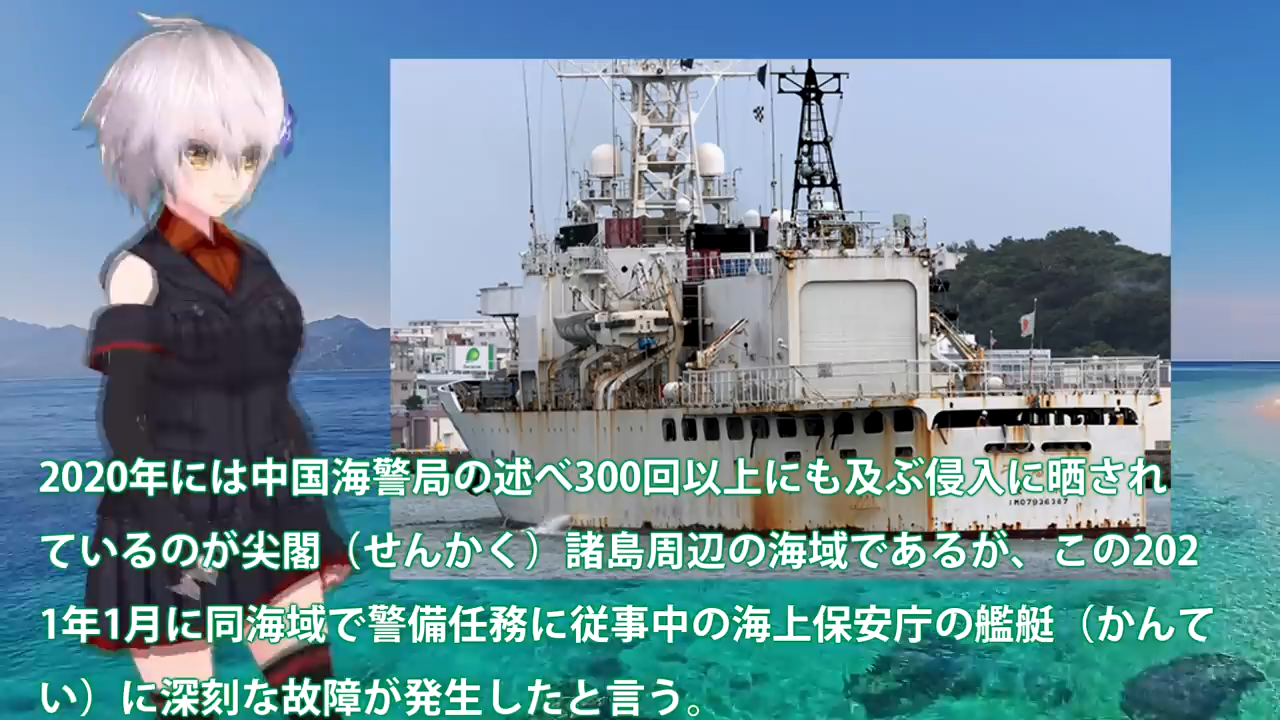 IMO7936387
2020年には中国海警局の述べ300回以上にも及ぶ侵入に晒され
ているのが尖閣（せんかく）諸島周辺の海域であるが、この202
1年1月に同海域で警備任務に従事中の海上保安庁の艦艇（かんて
い）に深刻な故障が発生したと言う。